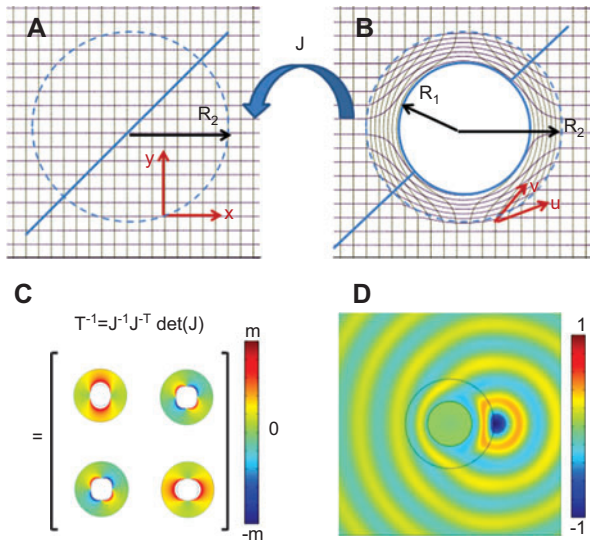 A
B
J
R₂
y
x
R₁
R₂
v
u
C
D
T⁻¹=J⁻¹J⁻ᵀ det(J)
m
0
-m
=
1
-1